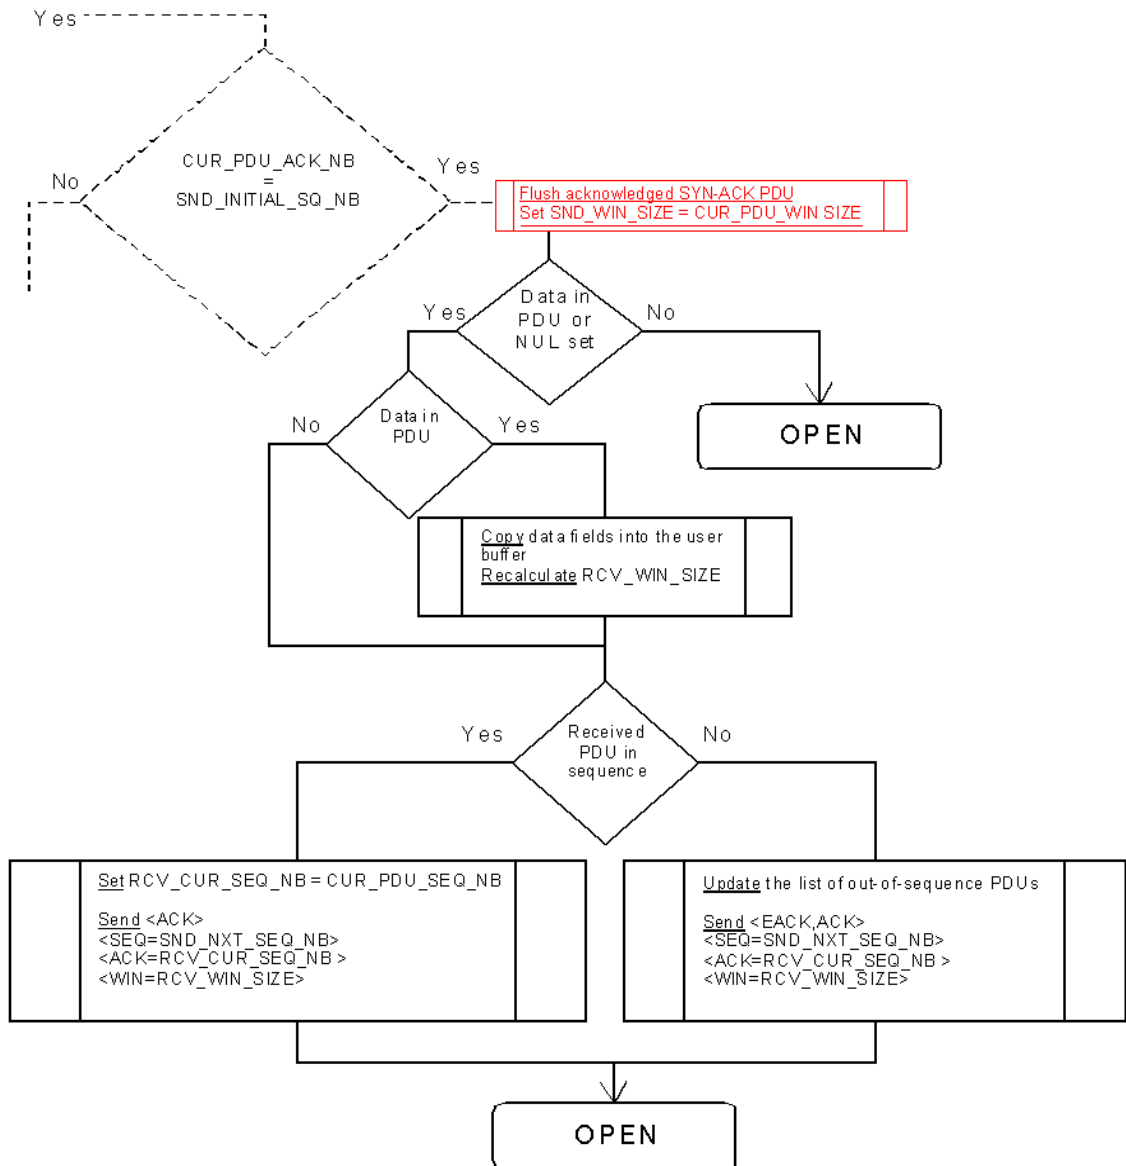 Yes
CUR_PDU_ACK_NB
=
SND_INITIAL_SQ_NB
No
Yes
Flush acknowledged SYN-ACK PDU
Set SND_WIN_SIZE = CUR_PDU_WIN SIZE
Data in
PDU or
NUL set
Yes
No
OPEN
Data in
PDU
No
Yes
Copy data fields into the user
buffer
Recalculate RCV_WIN_SIZE
Received
PDU in
sequence
Yes
No
Set RCV_CUR_SEQ_NB = CUR_PDU_SEQ_NB
Send <ACK>
<SEQ=SND_NXT_SEQ_NB>
<ACK=RCV_CUR_SEQ_NB >
<WIN=RCV_WIN_SIZE>
Update the list of out-of-sequence PDUs
Send <EACK,ACK>
<SEQ=SND_NXT_SEQ_NB>
<ACK=RCV_CUR_SEQ_NB >
<WIN=RCV_WIN_SIZE>
OPEN